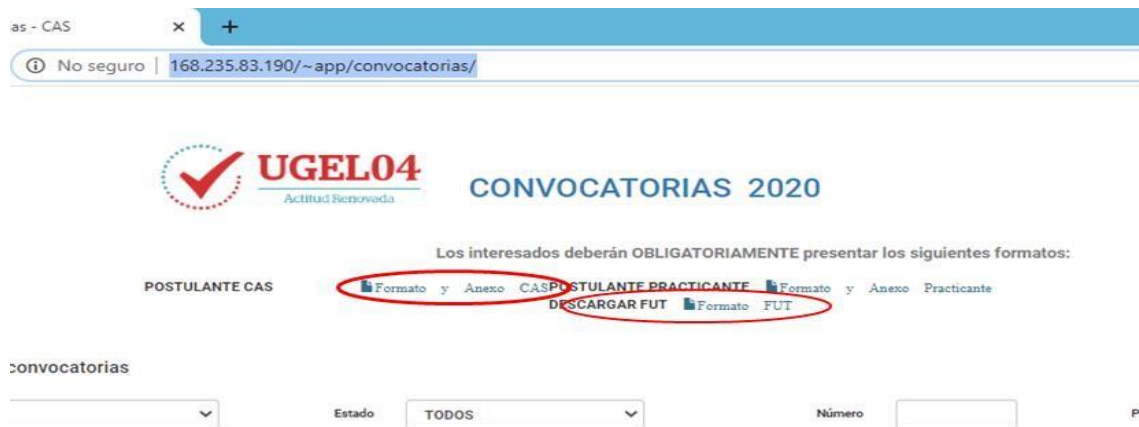 as - CAS
No seguro | 168.235.83.190/~app/convocatorias/
UGEL04
Actitud Renovada
CONVOCATORIAS 2020
Los interesados deberán OBLIGATORIAMENTE presentar los siguientes formatos:
POSTULANTE CAS Formato y Anexo CAS POSTULANTE PRACTICANTE Formato y Anexo Practicante
DESCARGAR FUT Formato FUT
convocatorias
Estado TODOS Número P